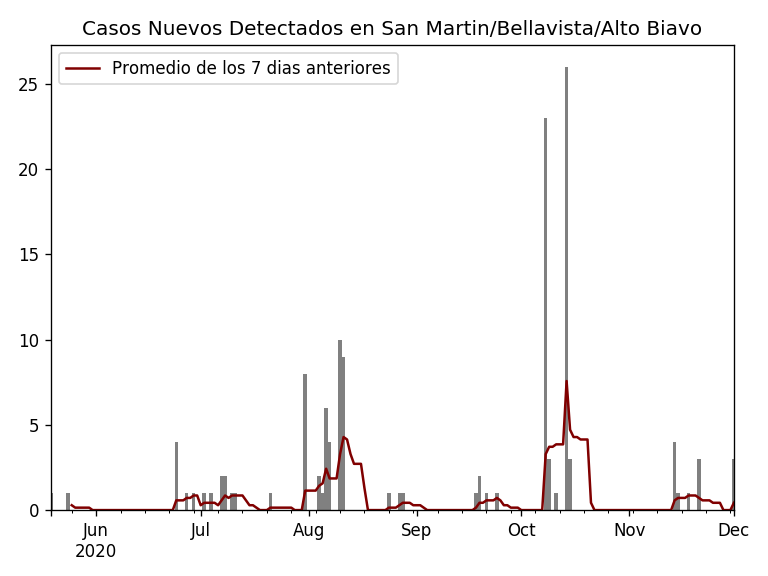 Casos Nuevos Detectados en San Martin/Bellavista/Alto Biavo
Promedio de los 7 dias anteriores
25
20
15
10
5
0
Jun Jul Aug Sep Oct Nov Dec
2020